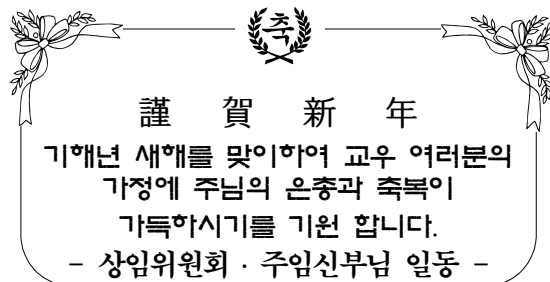 축
謹賀新年
기해년 새해를 맞이하여 교우 여러분의
가정에 주님의 은총과 축복이
가득하시기를 기원 합니다.
- 상임위원회 · 주임신부님 일동 -